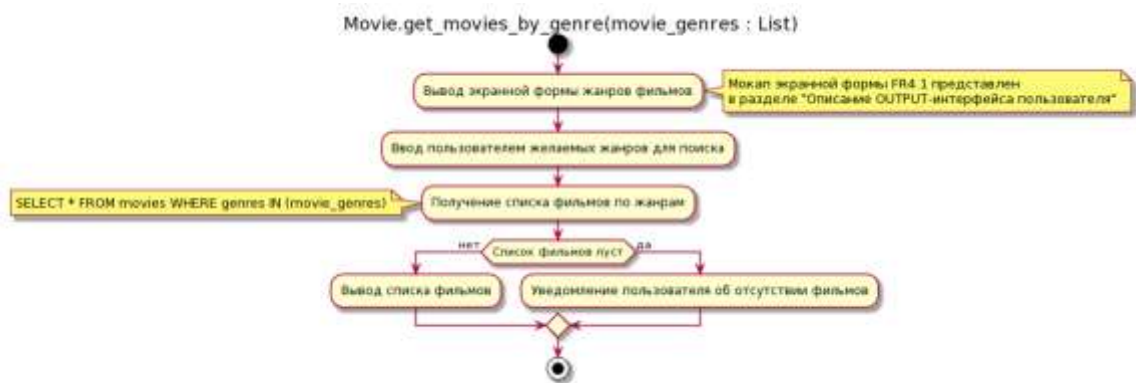 Movie.get_movies_by_genre(movie_genres : List)
Вывод экранной формы жанров фильмов
Мокап экранной формы FR4.1 представлен
в разделе "Описание OUTPUT-интерфейса пользователя"
Ввод пользователем желаемых жанров для поиска
SELECT * FROM movies WHERE genres IN (movie_genres)
Получение списка фильмов по жанрам
нет
Список фильмов пуст
да
Вывод списка фильмов
Уведомление пользователя об отсутствии фильмов